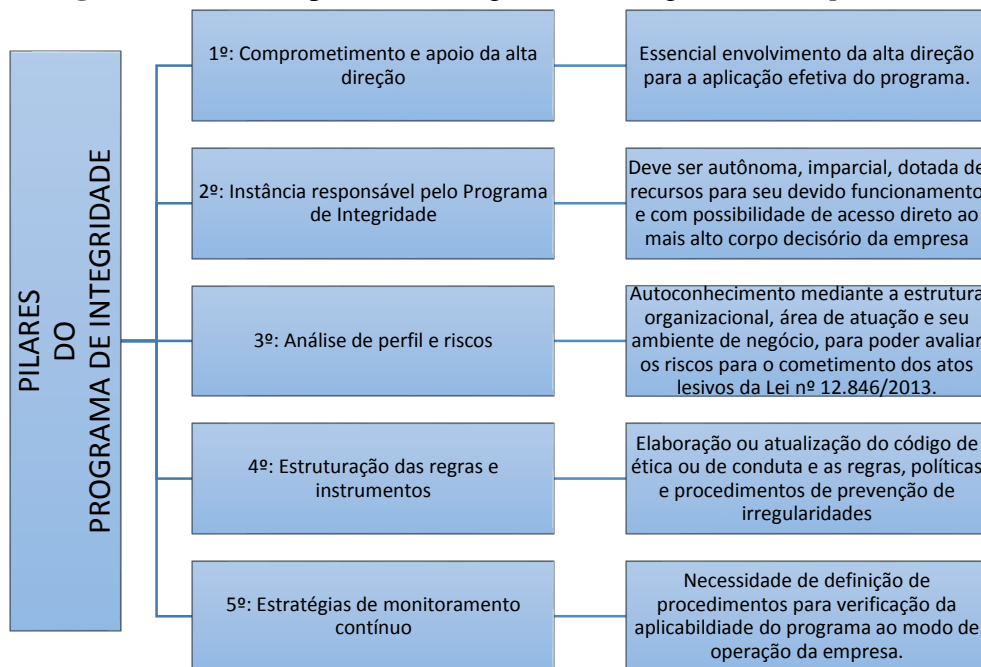 PILARES
DO
PROGRAMA DE INTEGRIDADE
1º: Comprometimento e apoio da alta
direção
Essencial envolvimento da alta direção
para a aplicação efetiva do programa.
2º: Instância responsável pelo Programa
de Integridade
Deve ser autônoma, imparcial, dotada de
recursos para seu devido funcionamento
e com possibilidade de acesso direto ao
mais alto corpo decisório da empresa
3º: Análise de perfil e riscos
Autoconhecimento mediante a estrutura
organizacional, área de atuação e seu
ambiente de negócio, para poder avaliar
os riscos para o cometimento dos atos
lesivos da Lei nº 12.846/2013.
4º: Estruturação das regras e
instrumentos
Elaboração ou atualização do código de
ética ou de conduta e as regras, políticas
e procedimentos de prevenção de
irregularidades
5º: Estratégias de monitoramento
contínuo
Necessidade de definição de
procedimentos para verificação da
aplicabildiade do programa ao modo de
operação da empresa.